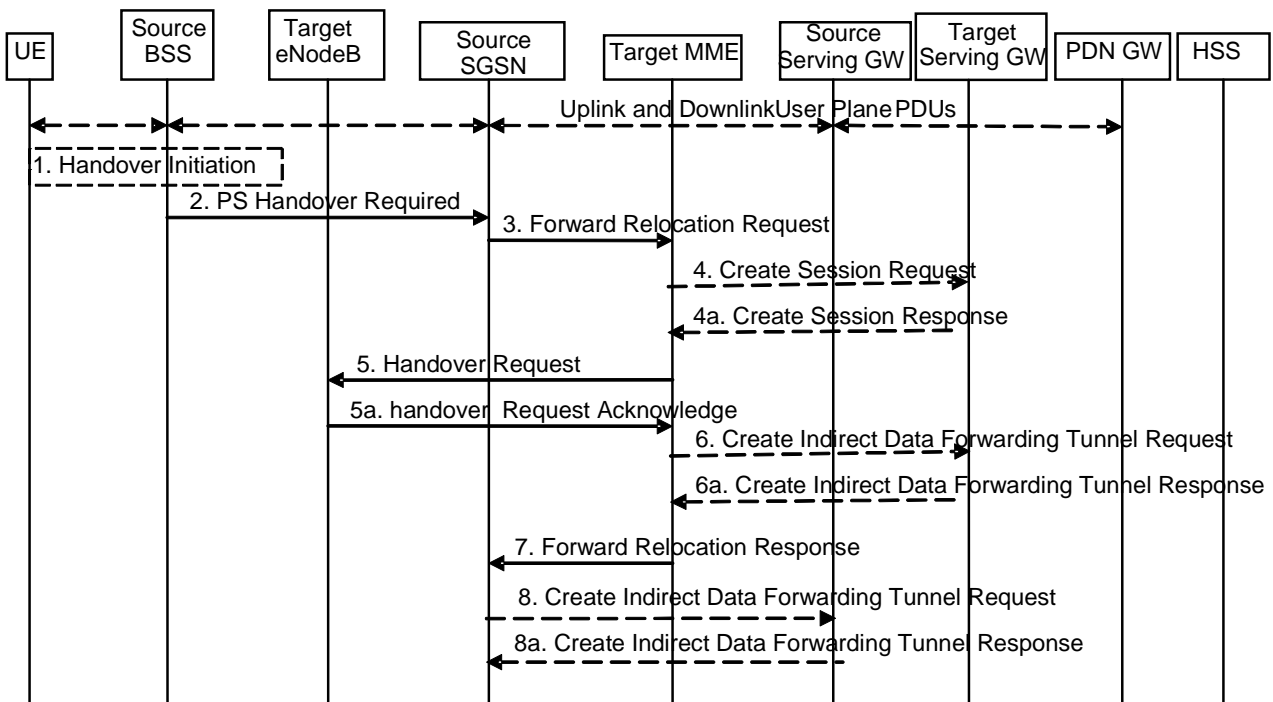 UE
Source
BSS
Target
eNodeB
Source
SGSN
Target MME
Source
Serving GW
Target
Serving GW
PDN GW
HSS
Uplink and DownlinkUser Plane PDUs
1. Handover Initiation
2. PS Handover Required
3. Forward Relocation Request
4. Create Session Request
4a. Create Session Response
5. Handover Request
5a. handover Request Acknowledge
6. Create Indirect Data Forwarding Tunnel Request
6a. Create Indirect Data Forwarding Tunnel Response
7. Forward Relocation Response
8. Create Indirect Data Forwarding Tunnel Request
8a. Create Indirect Data Forwarding Tunnel Response